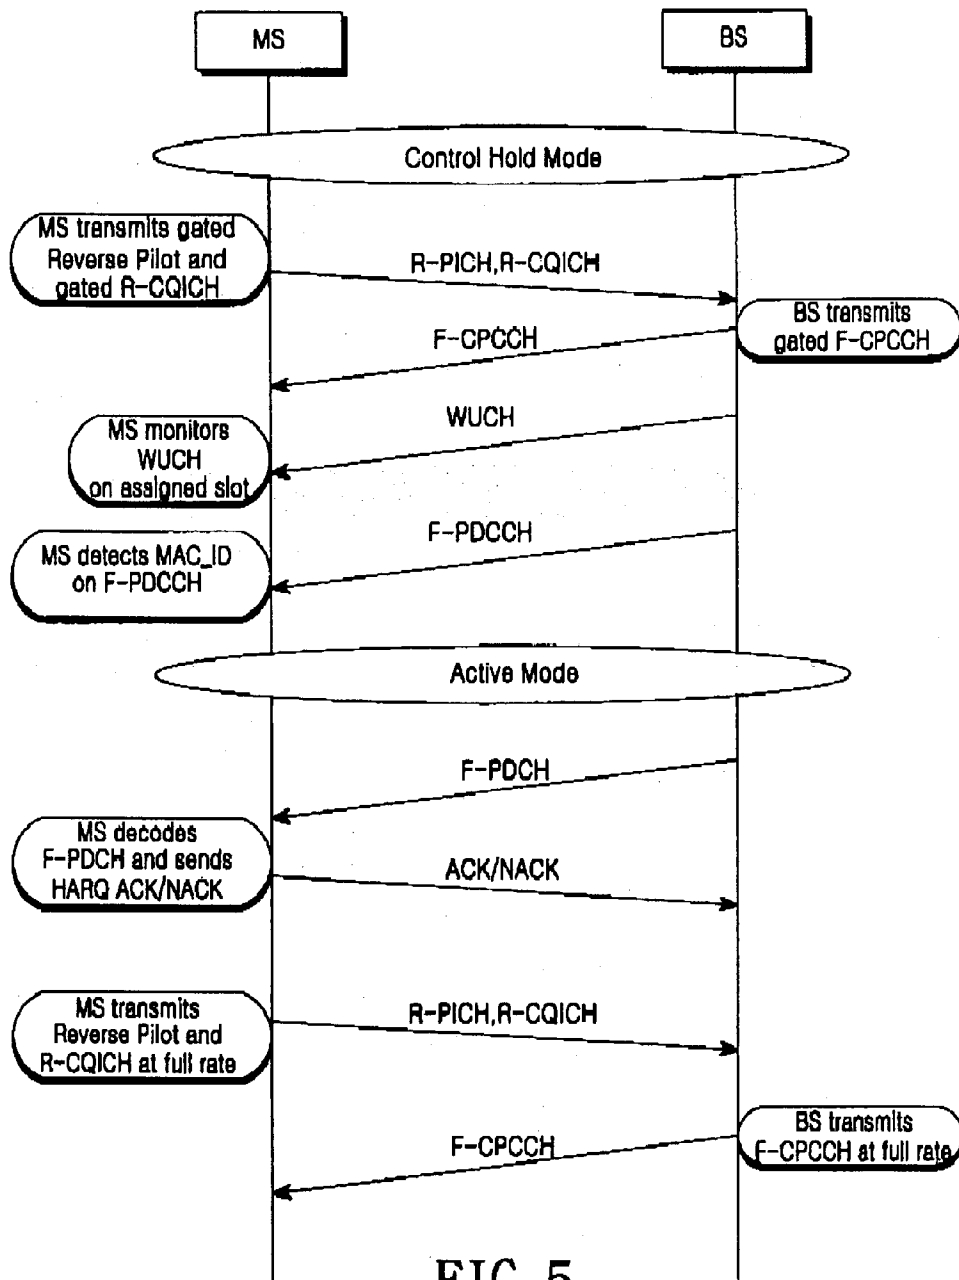 MS
BS
Control Hold Mode
MS transmits gated
Reverse Pilot and
gated R-CQICH
R-PICH,R-CQICH
BS transmits
gated F-CPCCH
F-CPCCH
WUCH
MS monitors
WUCH
on assigned slot
F-PDCCH
MS detects MAC_ID
on F-PDCCH
Active Mode
F-PDCH
MS decodes
F-PDCH and sends
HARQ ACK/NACK
ACK/NACK
MS transmits
Reverse Pilot and
R-CQICH at full rate
R-PICH,R-CQICH
BS transmits
F-CPCCH at full rate
F-CPCCH
FIG. 5